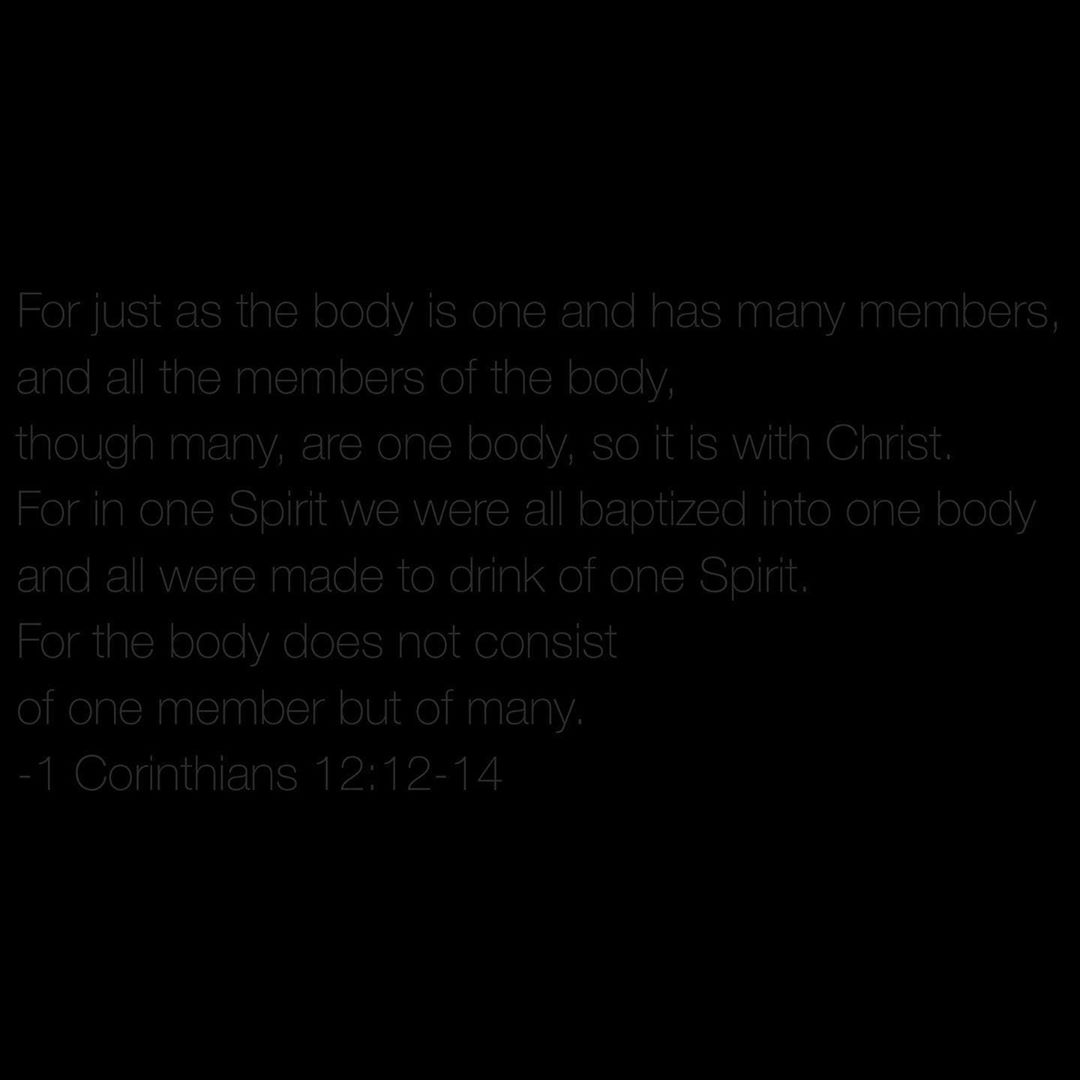 For just as the body is one and has many members,
and all the members of the body,
though many, are one body, so it is with Christ.
For in one Spirit we were all baptized into one body
and all were made to drink of one Spirit.
For the body does not consist
of one member but of many.
-1 Corinthians 12:12-14